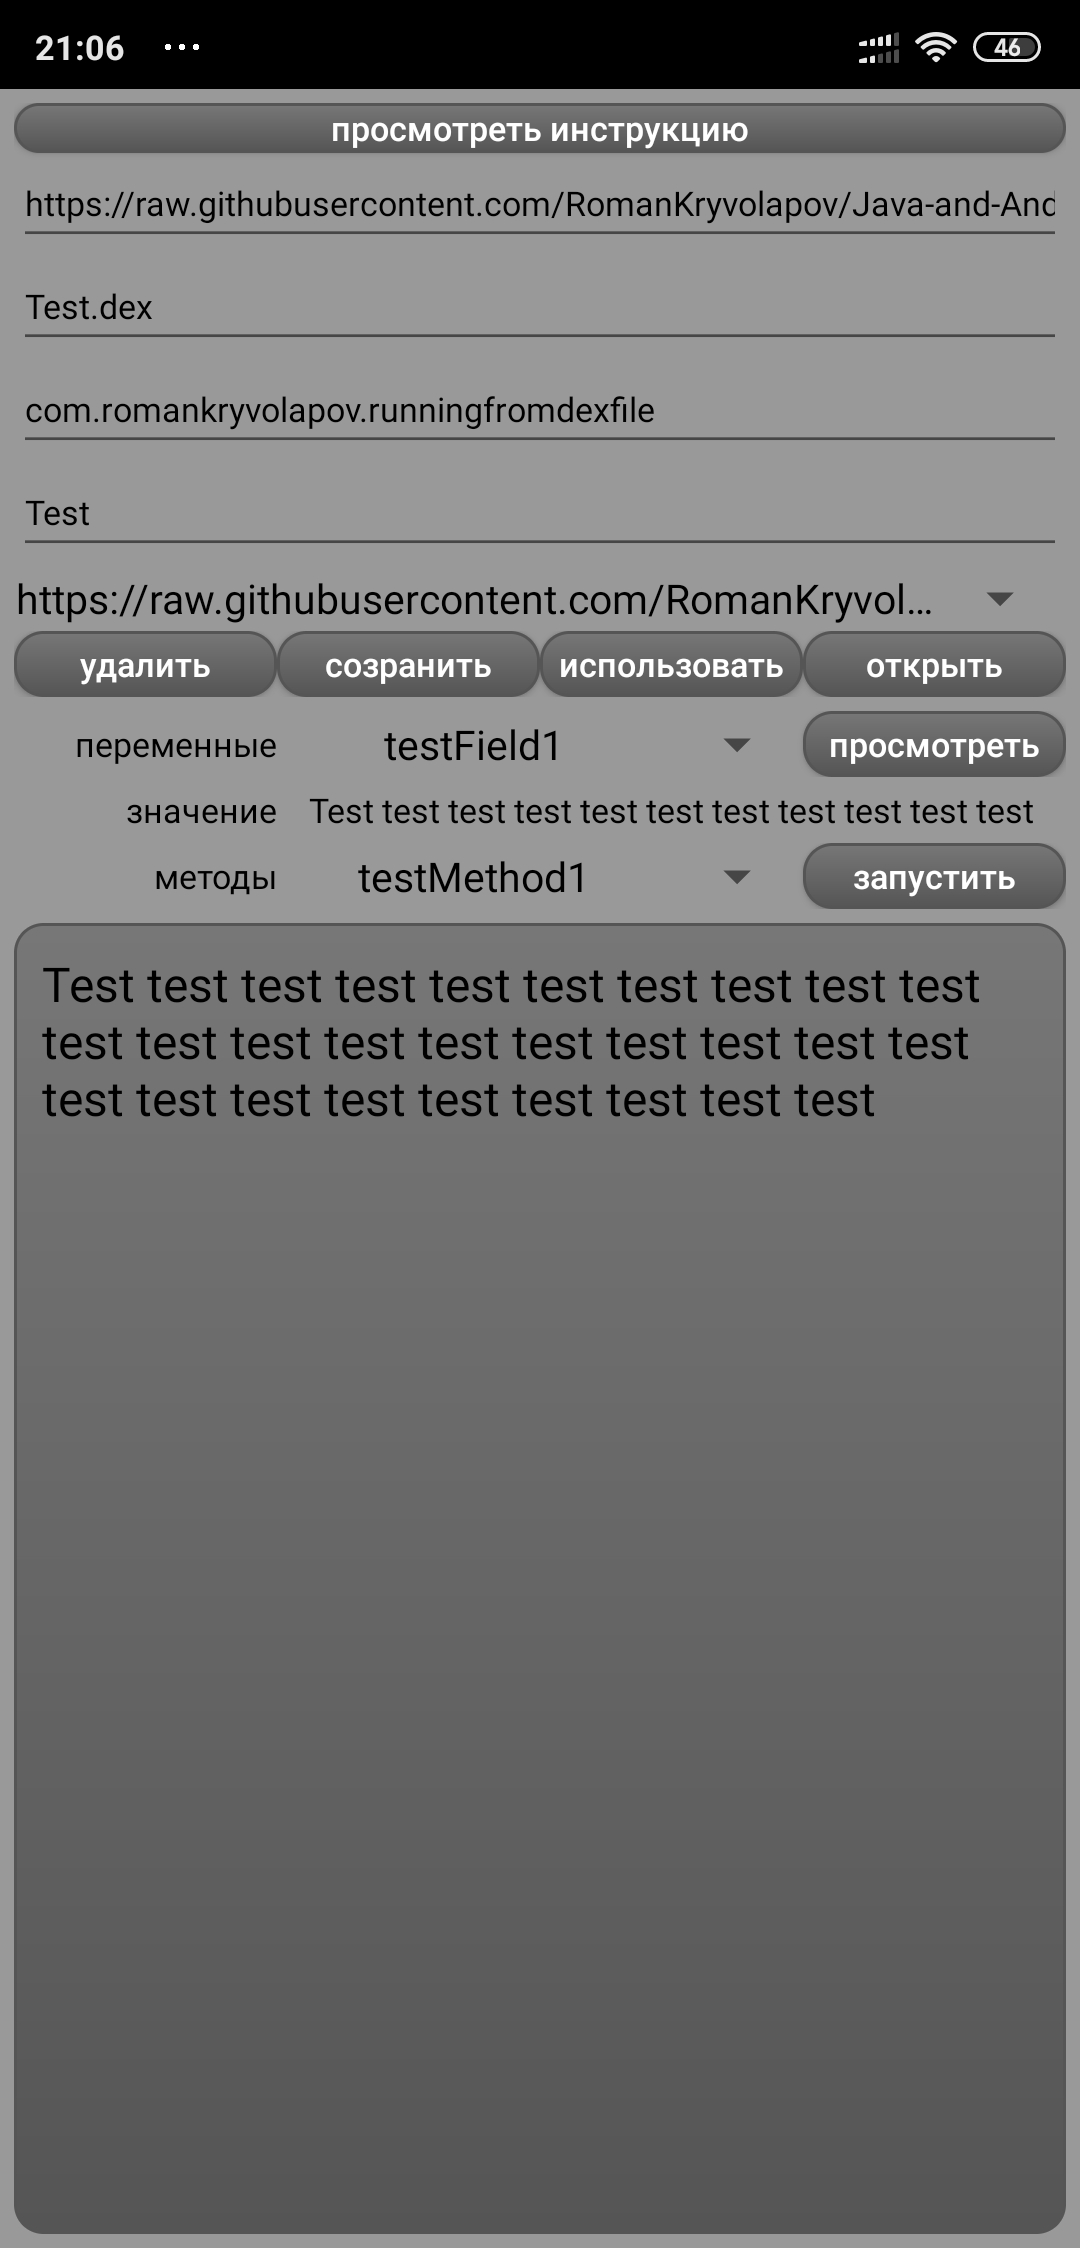 21:06 ... 46
просмотреть инструкцию
https://raw.githubusercontent.com/RomanKryvolapov/Java-and-And
Test.dex
com.romankryvolapov.runningfromdexfile
Test
https://raw.githubusercontent.com/RomanKryvol...
удалить созранить использовать открыть
переменные testField1 просмотреть
значение Test test test test test test test test test test test
методы testMethod1 запустить
Test test test test test test test test test test
test test test test test test test test test test
test test test test test test test test test